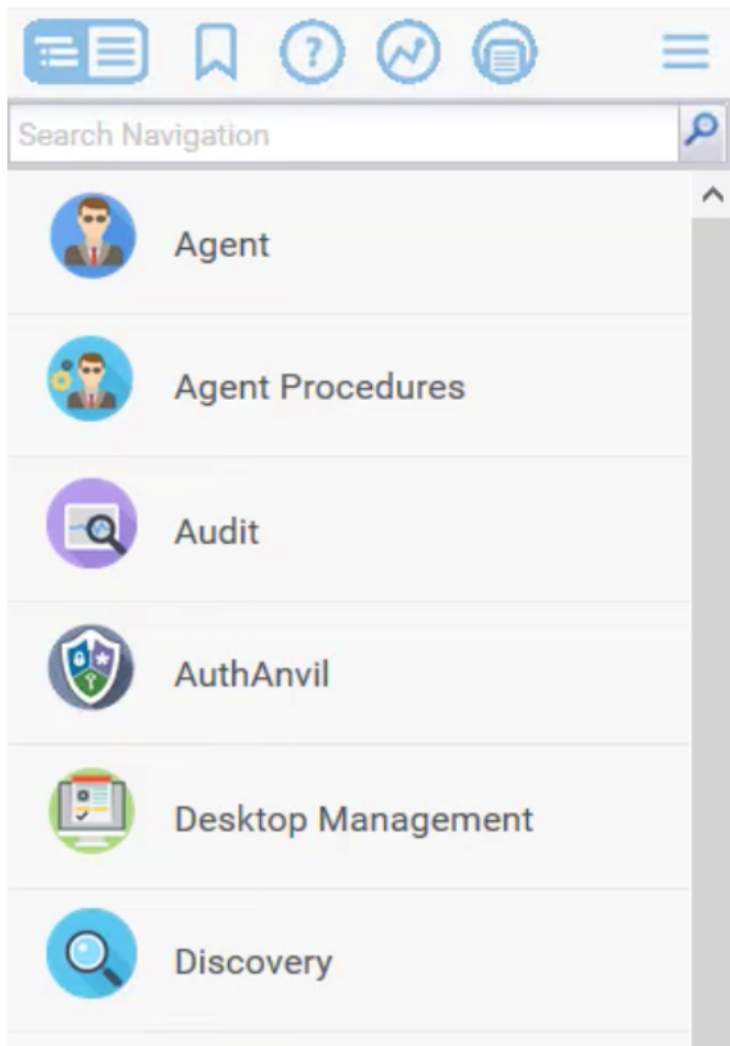 Search Navigation
Agent
Agent Procedures
Audit
AuthAnvil
Desktop Management
Discovery